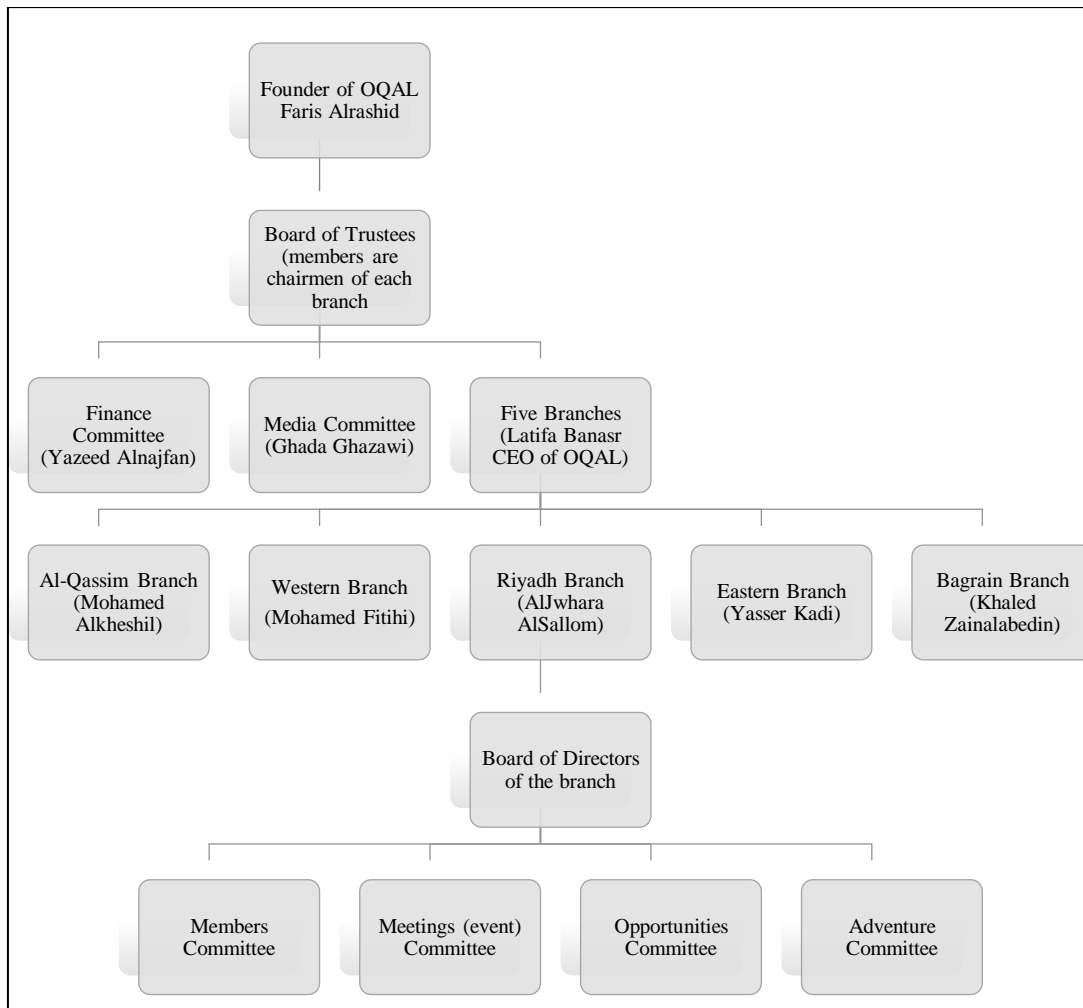 Founder of OQAL
Faris Alrashid
Board of Trustees
(members are
chairmen of each
branch
Finance
Committee
(Yazeed Alnajfan)
Media Committee
(Ghada Ghazawi)
Five Branches
(Latifa Banasr
CEO of OQAL)
Al-Qassim Branch
(Mohamed
Alkheshil)
Western Branch
(Mohamed Fitihi)
Riyadh Branch
(AlJwhara
AlSallom)
Eastern Branch
(Yasser Kadi)
Bagrain Branch
(Khaled
Zainalabedin)
Board of Directors
of the branch
Members
Committee
Meetings (event)
Committee
Opportunities
Committee
Adventure
Committee